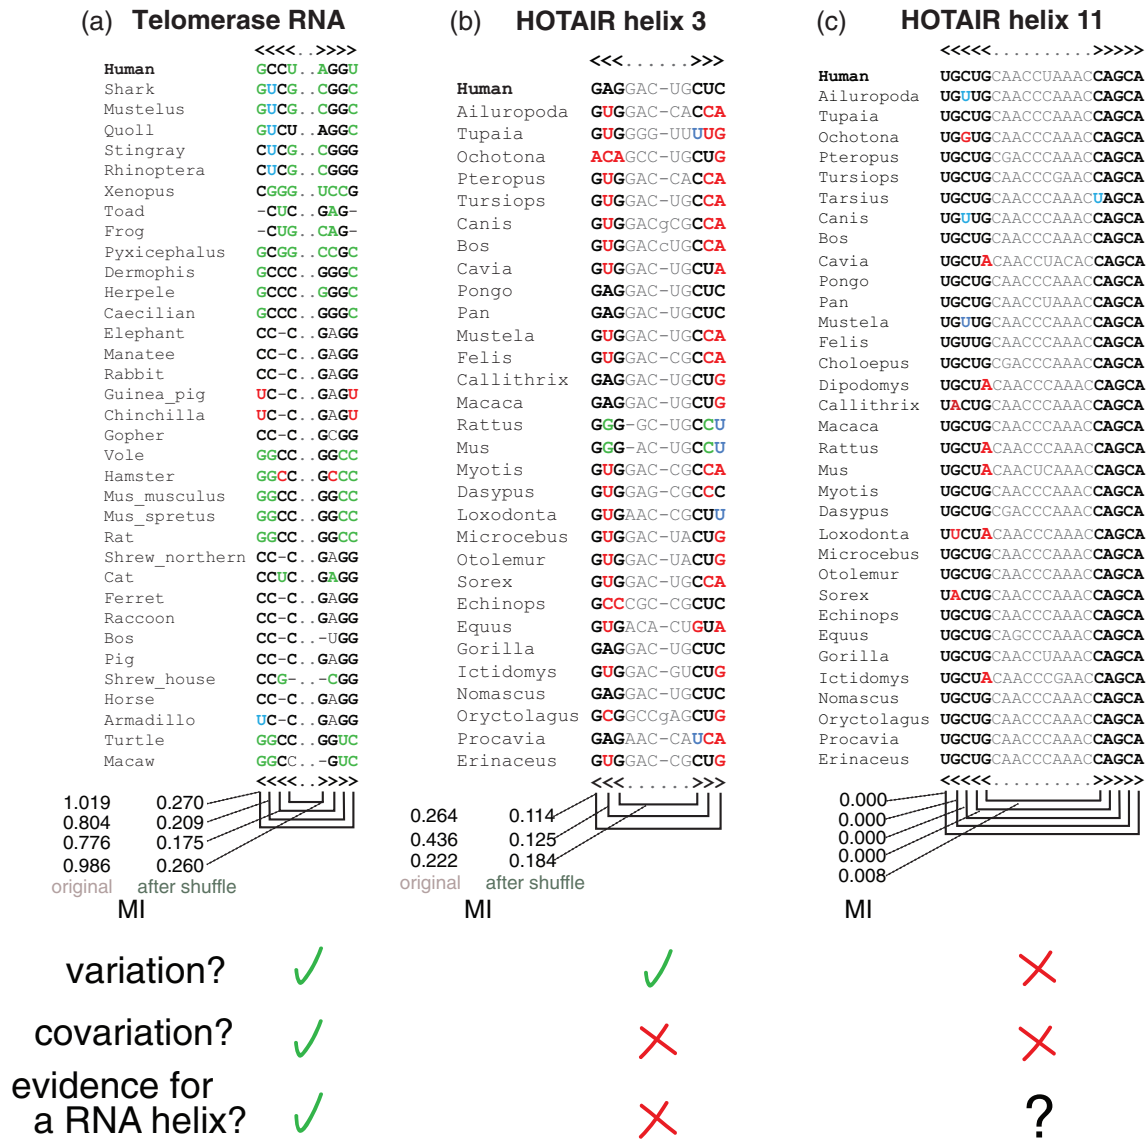 (a) Telomerase RNA
<<<<..>>>>
Human GCCU..AGGU
Shark GUCG..CGGC
Mustelus GUCG..CGGC
Quoll GUCU..AGGC
Stingray CUCG..CGGG
Rhinoptera CUCG..CGGG
Xenopus CGGG..UCCG
Toad -CUC..GAG-
Frog -CUG..CAG-
Pyxicephalus GCGG..CCGC
Dermophis GCCC..GGGC
Herpele GCCC..GGGC
Caecilian GCCC..GGGC
Elephant CC-C..GAGG
Manatee CC-C..GAGG
Rabbit CC-C..GAGG
Guinea_pig UC-C..GAGU
Chinchilla UC-C..GAGU
Gopher CC-C..GCGG
Vole GGCC..GGCC
Hamster GGCC..GCCC
Mus_musculus GGCC..GGCC
Mus_spretus GGCC..GGCC
Rat GGCC..GGCC
Shrew_northern CC-C..GAGG
Cat CCUC..GAGG
Ferret CC-C..GAGG
Raccoon CC-C..GAGG
Bos CC-C..-UGG
Pig CC-C..GAGG
Shrew_house CCG-..-CGG
Horse CC-C..GAGG
Armadillo UC-C..GAGG
Turtle GGCC..GGUC
Macaw GGCC..-GUC
<<<<..>>>>
1.019 0.270
0.804 0.209
0.776 0.175
0.986 0.260
original after shuffle
MI
(b) HOTAIR helix 3
<<<......>>>
Human GAGGAC-UGCUC
Ailuropoda GUGGAC-CACCA
Tupaia GUGGGG-UUUUG
Ochotona ACAGCC-UGCUG
Pteropus GUGGAC-CACCA
Tursiops GUGGAC-UGCCA
Canis GUGGACgCGCCA
Bos GUGGACcUGCCA
Cavia GUGGAC-UGCUA
Pongo GAGGAC-UGCUC
Pan GAGGAC-UGCUC
Mustela GUGGAC-UGCCA
Felis GUGGAC-CGCCA
Callithrix GAGGAC-UGCUG
Macaca GAGGAC-UGCUG
Rattus GGG-GC-UGCCU
Mus GGG-AC-UGCCU
Myotis GUGGAC-CGCCA
Dasypus GUGGAG-CGCCC
Loxodonta GUGAAC-CGCUU
Microcebus GUGGAC-UACUG
Otolemur GUGGAC-UACUG
Sorex GUGGAC-UGCCA
Echinops GCCCGC-CGCUC
Equus GUGACA-CUGUA
Gorilla GAGGAC-UGCUC
Ictidomys GUGGAC-GUCUG
Nomascus GAGGAC-UGCUC
Oryctolagus GCGGCCgAGCUG
Procavia GAGAAC-CAUCA
Erinaceus GUGGAC-CGCUG
<<<......>>>
0.264 0.114
0.436 0.125
0.222 0.184
original after shuffle
MI
(c) HOTAIR helix 11
<<<<<..........>>>>>
Human UGCUGCAACCUAAACCAGCA
Ailuropoda UGUUGCAACCCAAACCAGCA
Tupaia UGCUGCAACCCAAACCAGCA
Ochotona UGGUGCAACCCAAACCAGCA
Pteropus UGCUGCGACCCAAACCAGCA
Tursiops UGCUGCAACCCGAACCAGCA
Tarsius UGCUGCAACCCAAACUAGCA
Canis UGUUGCAACCCAAACCAGCA
Bos UGCUGCAACCCAAACCAGCA
Cavia UGCUACAACCUACACCAGCA
Pongo UGCUGCAACCCAAACCAGCA
Pan UGCUGCAACCUAAACCAGCA
Mustela UGUUGCAACCCAAACCAGCA
Felis UGUUGCAACCCAAACCAGCA
Choloepus UGCUGCGACCCAAACCAGCA
Dipodomys UGCUACAACCCAAACCAGCA
Callithrix UACUGCAACCCAAACCAGCA
Macaca UGCUGCAACCCAAACCAGCA
Rattus UGCUACAACCCAAACCAGCA
Mus UGCUACAACUCAAACCAGCA
Myotis UGCUGCAACCCAAACCAGCA
Dasypus UGCUGCGACCCAAACCAGCA
Loxodonta UUCUACAACCCAAACCAGCA
Microcebus UGCUGCAACCCAAACCAGCA
Otolemur UGCUGCAACCCAAACCAGCA
Sorex UACUGCAACCCAAACCAGCA
Echinops UGCUGCAACCCAAACCAGCA
Equus UGCUGCAGCCCAAACCAGCA
Gorilla UGCUGCAACCUAAACCAGCA
Ictidomys UGCUACAACCCGAACCAGCA
Nomascus UGCUGCAACCCAAACCAGCA
Oryctolagus UGCUGCAACCCAAACCAGCA
Procavia UGCUGCAACCCAAACCAGCA
Erinaceus UGCUGCAACCCAAACCAGCA
<<<<<..........>>>>>
0.000
0.000
0.000
0.000
0.008
MI
variation? ✓ ✓ ✗
covariation? ✓ ✗ ✗
evidence for
a RNA helix? ✓ ✗ ?